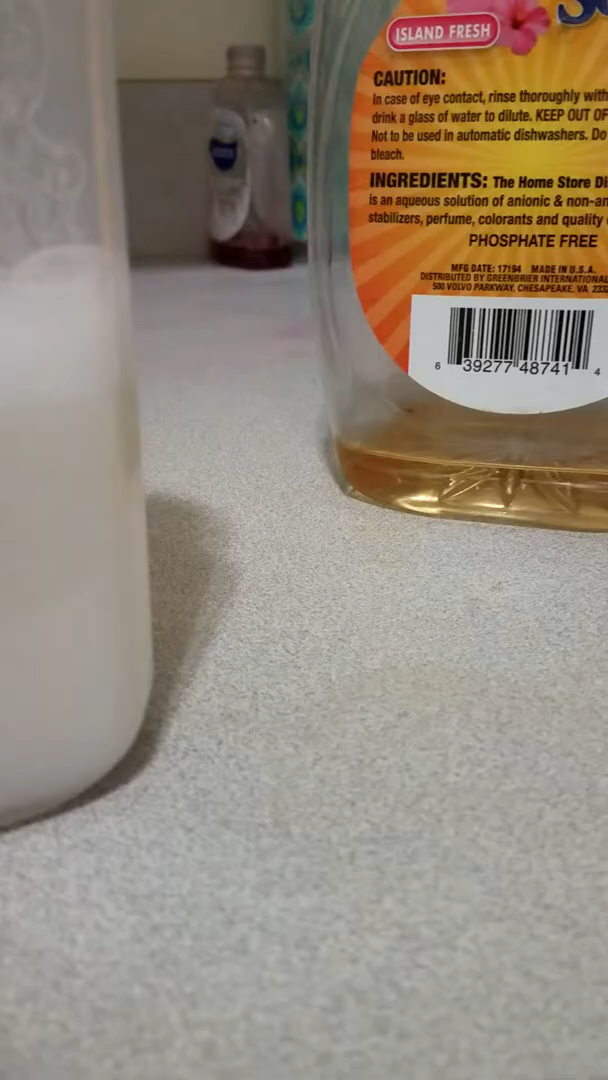 ISLAND FRESH
CAUTION:
In case of eye contact, rinse thoroughly with
drink a glass of water to dilute. KEEP OUT OF
Not to be used in automatic dishwashers. Do
bleach.
INGREDIENTS: The Home Store
is an aqueous solution of anionic &
stabilizers, perfume, colorants and quality
PHOSPHATE FREE
MFG DATE: 17194 MADE IN U.S.A.
DISTRIBUTED BY GREENBRIER INTERNATIONAL
500 VOLVO PARKWAY, CHESAPEAKE, VA
6 39277 48741 4